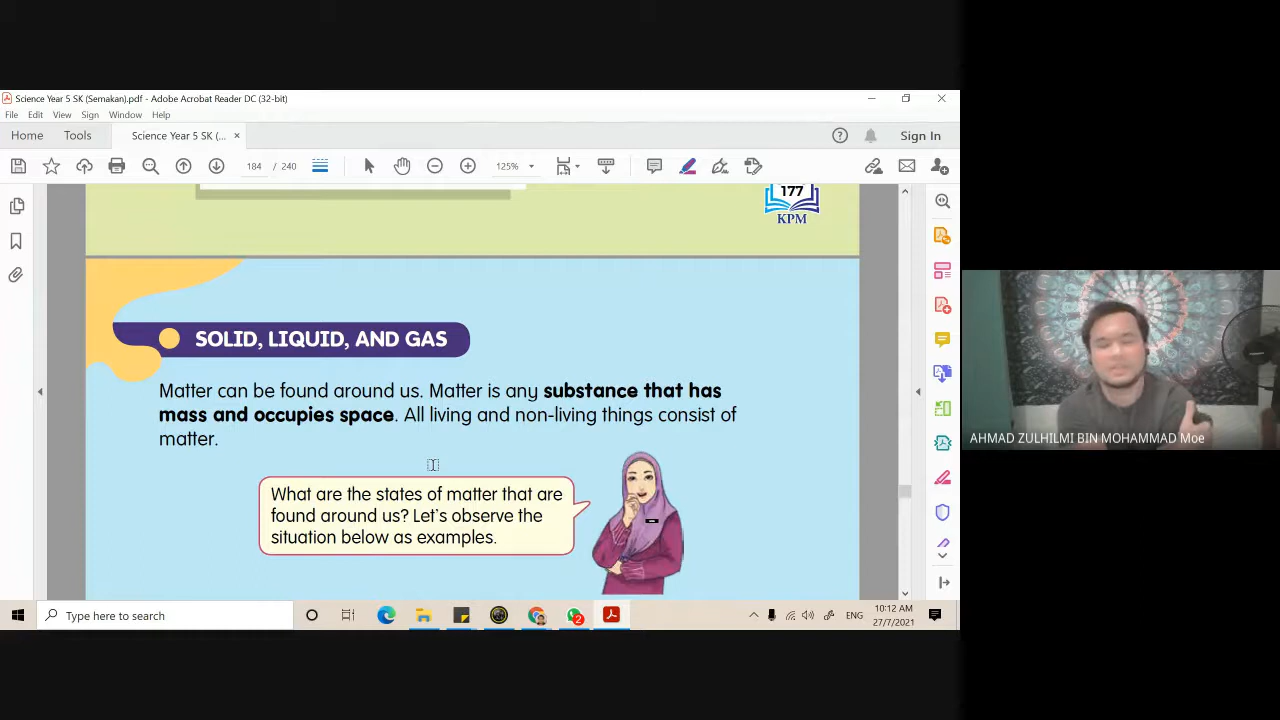 Science Year 5 SK (Semakan).pdf - Adobe Acrobat Reader DC (32-bit)
File Edit View Sign Window Help
Home Tools Science Year 5 SK (... × Sign In
184 / 240 125%
177
KPM
SOLID, LIQUID, AND GAS
Matter can be found around us. Matter is any substance that has
mass and occupies space. All living and non-living things consist of
matter.
What are the states of matter that are
found around us? Let's observe the
situation below as examples.
AHMAD ZULHILMI BIN MOHAMMAD Moe
Type here to search
2
ENG
10:12 AM
27/7/2021